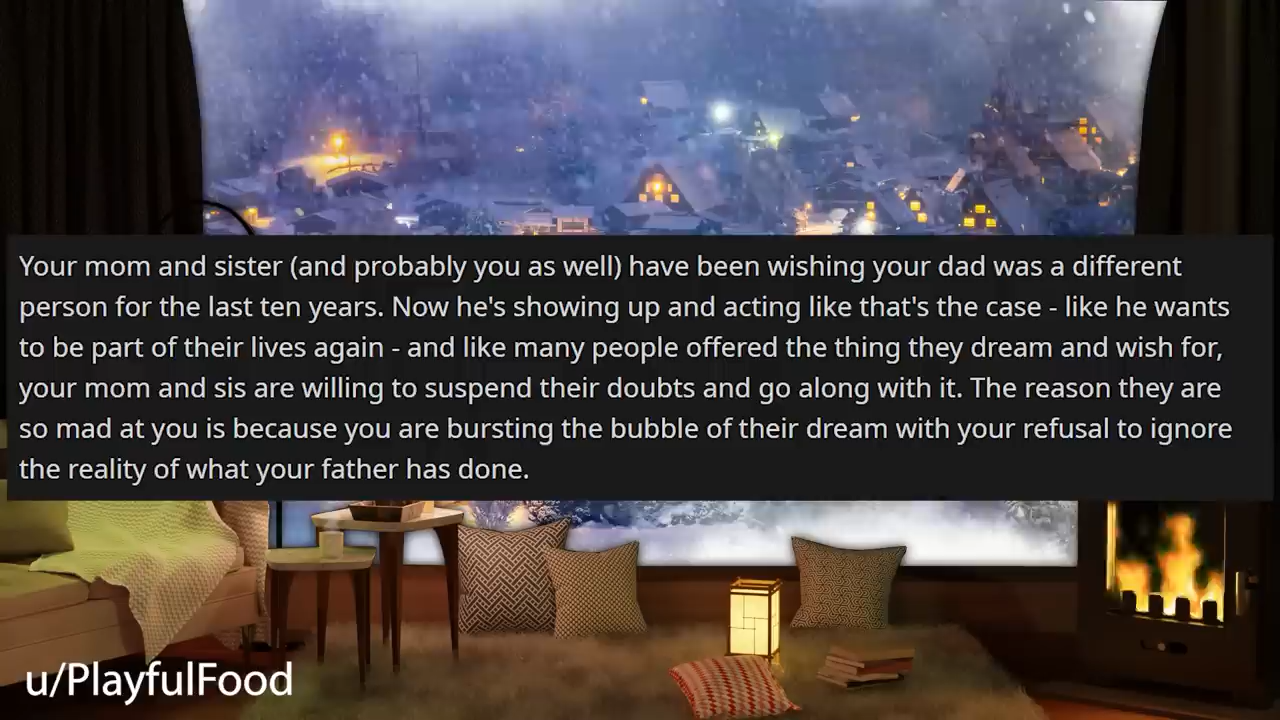 Your mom and sister (and probably you as well) have been wishing your dad was a different
person for the last ten years. Now he's showing up and acting like that's the case - like he wants
to be part of their lives again - and like many people offered the thing they dream and wish for,
your mom and sis are willing to suspend their doubts and go along with it. The reason they are
so mad at you is because you are bursting the bubble of their dream with your refusal to ignore
the reality of what your father has done.
u/PlayfulFood